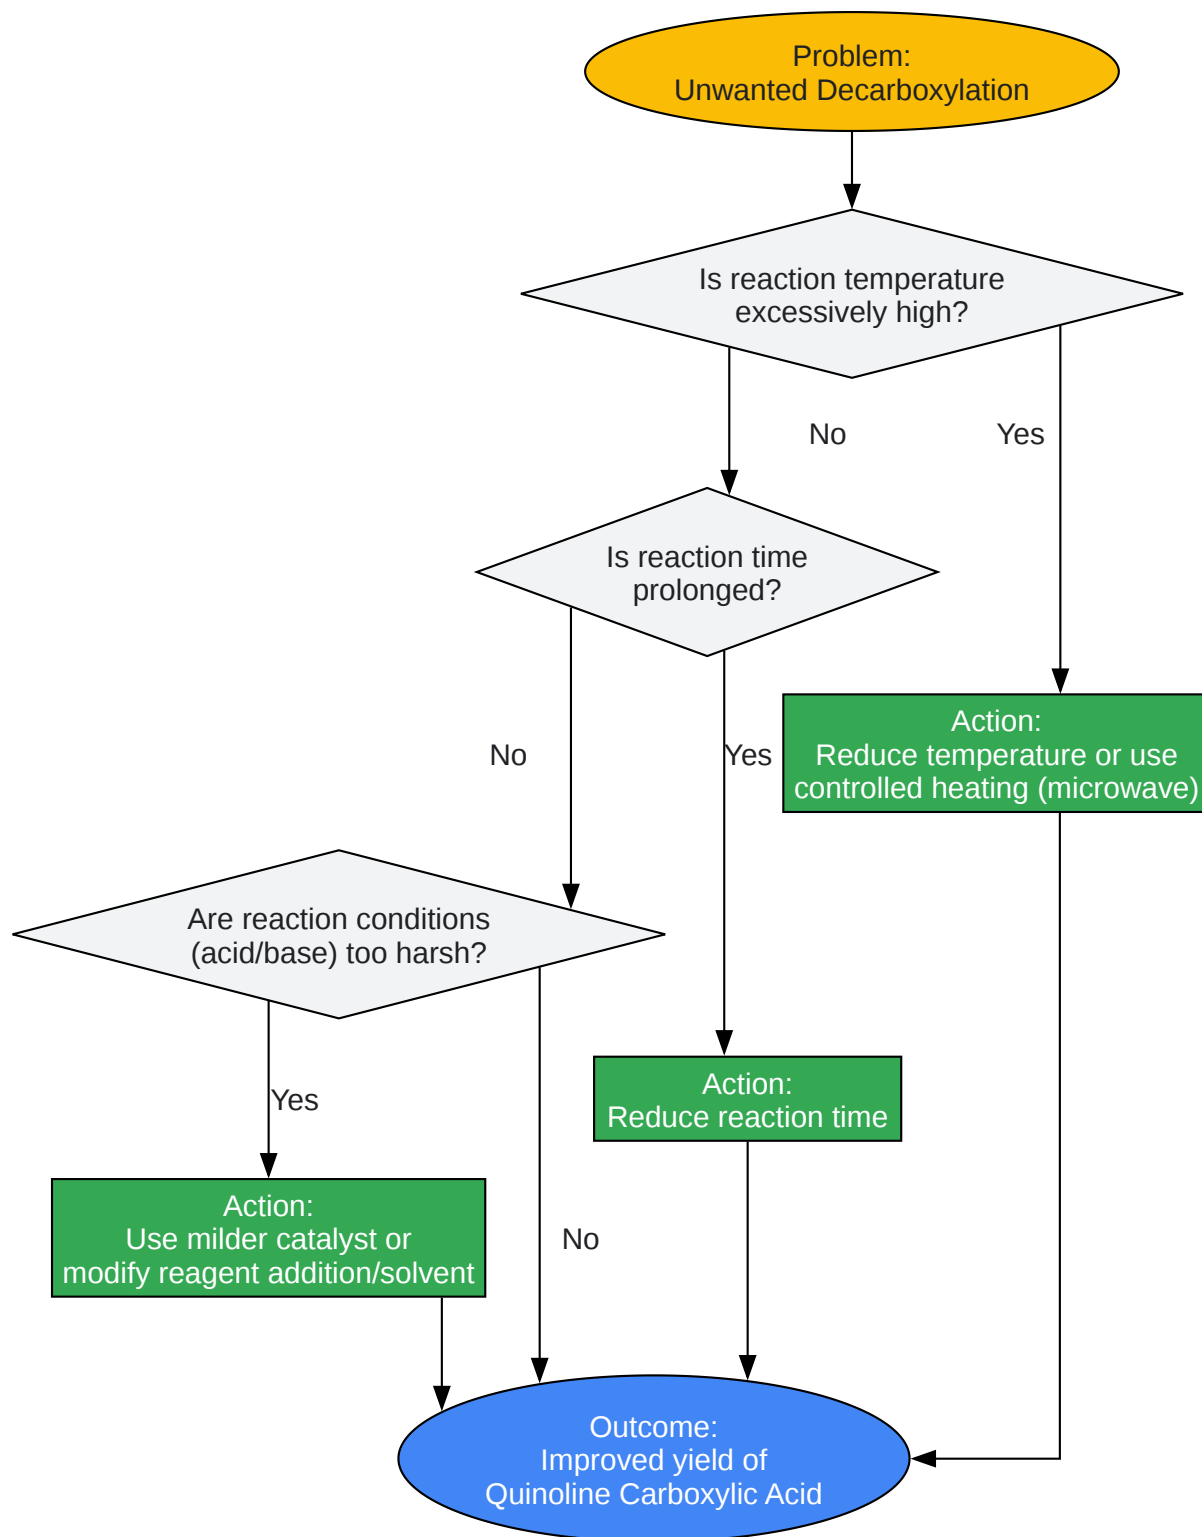 Problem:
Unwanted Decarboxylation
Is reaction temperature
excessively high?
No
Yes
Is reaction time
prolonged?
No
Yes
Action:
Reduce temperature or use
controlled heating (microwave)
Are reaction conditions
(acid/base) too harsh?
Yes
Action:
Reduce reaction time
Action:
Use milder catalyst or
modify reagent addition/solvent
No
Outcome:
Improved yield of
Quinoline Carboxylic Acid